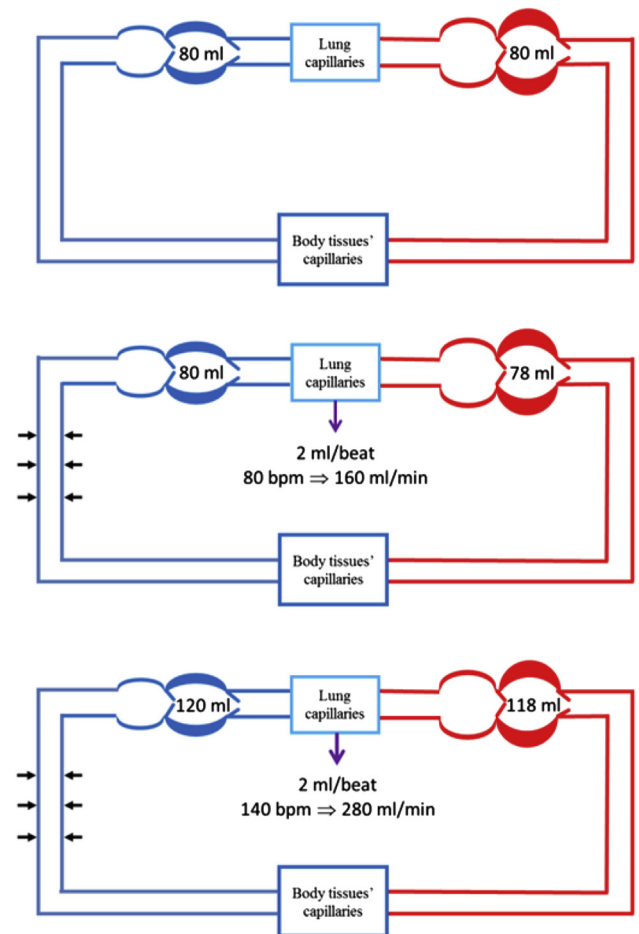 80 ml
Lung
capillaries
80 ml
Body tissues'
capillaries
80 ml
Lung
capillaries
78 ml
2 ml/beat
80 bpm ⇒ 160 ml/min
Body tissues'
capillaries
120 ml
Lung
capillaries
118 ml
2 ml/beat
140 bpm ⇒ 280 ml/min
Body tissues'
capillaries